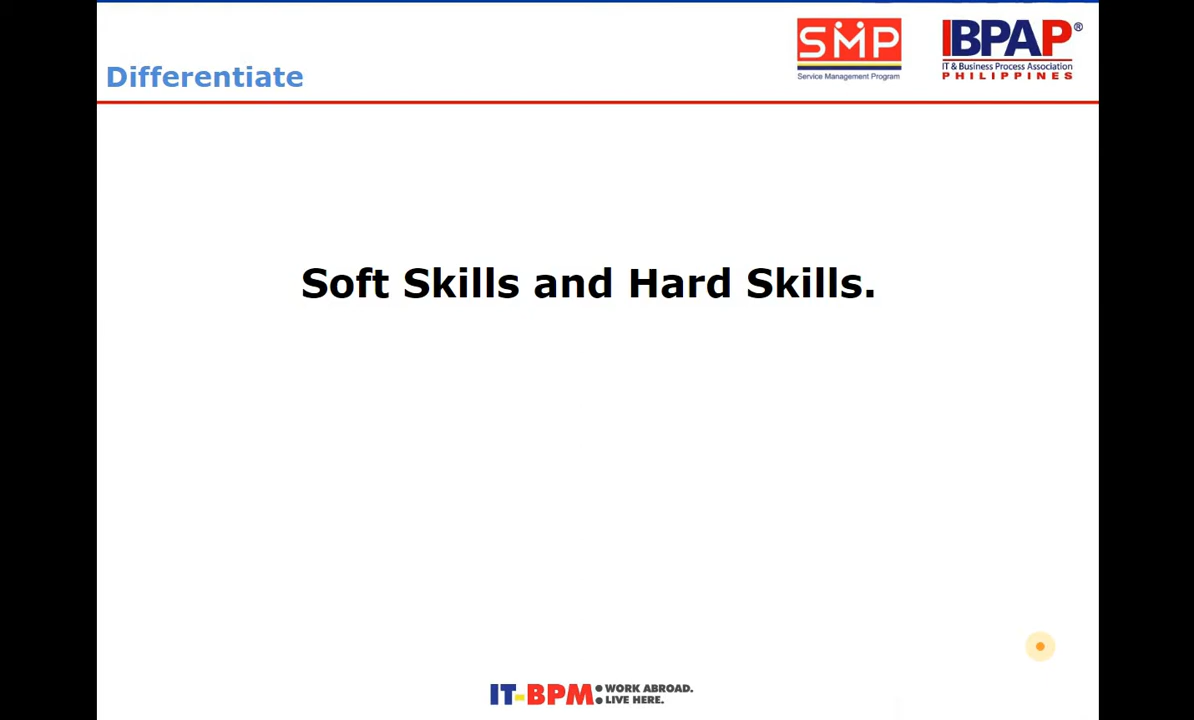 SMP
Service Management Program
IBPAP®
IT & Business Process Association
PHILIPPINES
Differentiate
Soft Skills and Hard Skills.
IT-BPM: WORK ABROAD.
LIVE HERE.